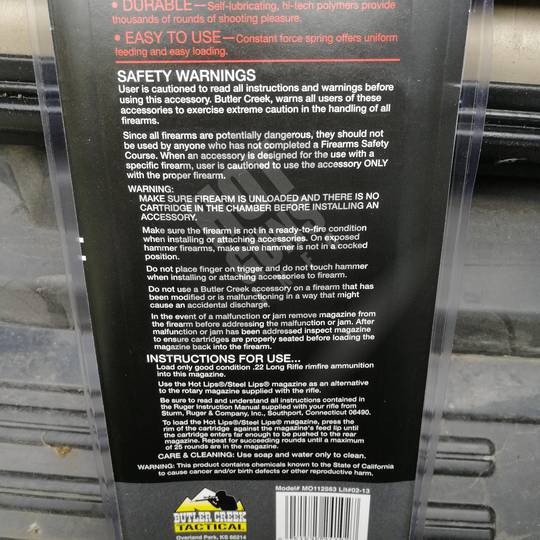 • DURABLE—Self-lubricating, hi-tech polymers provide
thousands of rounds of shooting pleasure.
• EASY TO USE—Constant force spring offers uniform
feeding and easy loading.
SAFETY WARNINGS
User is cautioned to read all instructions and warnings before
using this accessory. Butler Creek, warns all users of these
accessories to exercise extreme caution in the handling of all
firearms.
Since all firearms are potentially dangerous, they should not
be used by anyone who has not completed a Firearms Safety
Course. When an accessory is designed for the use with a
specific firearm, user is cautioned to use the accessory ONLY
with the proper firearm.
WARNING:
MAKE SURE FIREARM IS UNLOADED AND THERE IS NO
CARTRIDGE IN THE CHAMBER BEFORE INSTALLING AN
ACCESSORY.
Make sure the firearm is not in a ready-to-fire condition
when installing or attaching accessories. On exposed
hammer firearms, make sure hammer is not in a cocked
position.
Do not place finger on trigger and do not touch hammer
when installing or attaching accessories to firearm.
Do not use a Butler Creek accessory on a firearm that has
been modified or is malfunctioning in a way that might
cause an accidental discharge.
In the event of a malfunction or jam remove magazine from
the firearm before addressing the malfunction or jam. After
malfunction or jam has been addressed inspect magazine
to ensure cartridges are properly seated before loading the
magazine back into the firearm.
INSTRUCTIONS FOR USE...
Load only good condition .22 Long Rifle rimfire ammunition
into this magazine.
Use the Hot Lips®/Steel Lips® magazine as an alternative
to the rotary magazine supplied with the rifle.
Be sure to read and understand all instructions contained in
the Ruger Instruction Manual supplied with your rifle from
Sturm, Ruger & Company, Inc., Southport, Connecticut 06490.
To load the Hot Lips®/Steel Lips® magazine, press the
rim of the cartridge against the magazine's feed lip until
the cartridge enters far enough to be pushed to the rear
magazine. Repeat for succeeding rounds until a maximum
of 25 rounds are in the magazine.
CARE & CLEANING: Use soap and water only to clean.
WARNING: This product contains chemicals known to the State of California
to cause cancer and/or birth defects or other reproductive harm.
Model# MO112563 Lit#02-13
BUTLER CREEK
TACTICAL
Overland Park, KS 66214